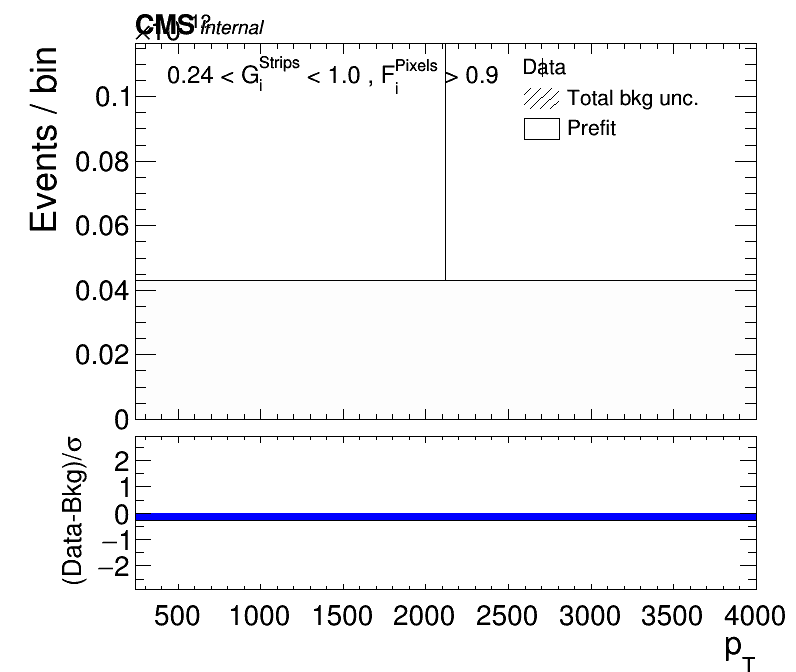 CMS Internal
×10
12
0.24 < G_i^Strips < 1.0 , F_i^Pixels > 0.9
Data
Total bkg unc.
Prefit
Events / bin
0.1
0.08
0.06
0.04
0.02
0
(Data-Bkg)/σ
2
1
0
−1
−2
500 1000 1500 2000 2500 3000 3500 4000
p_T